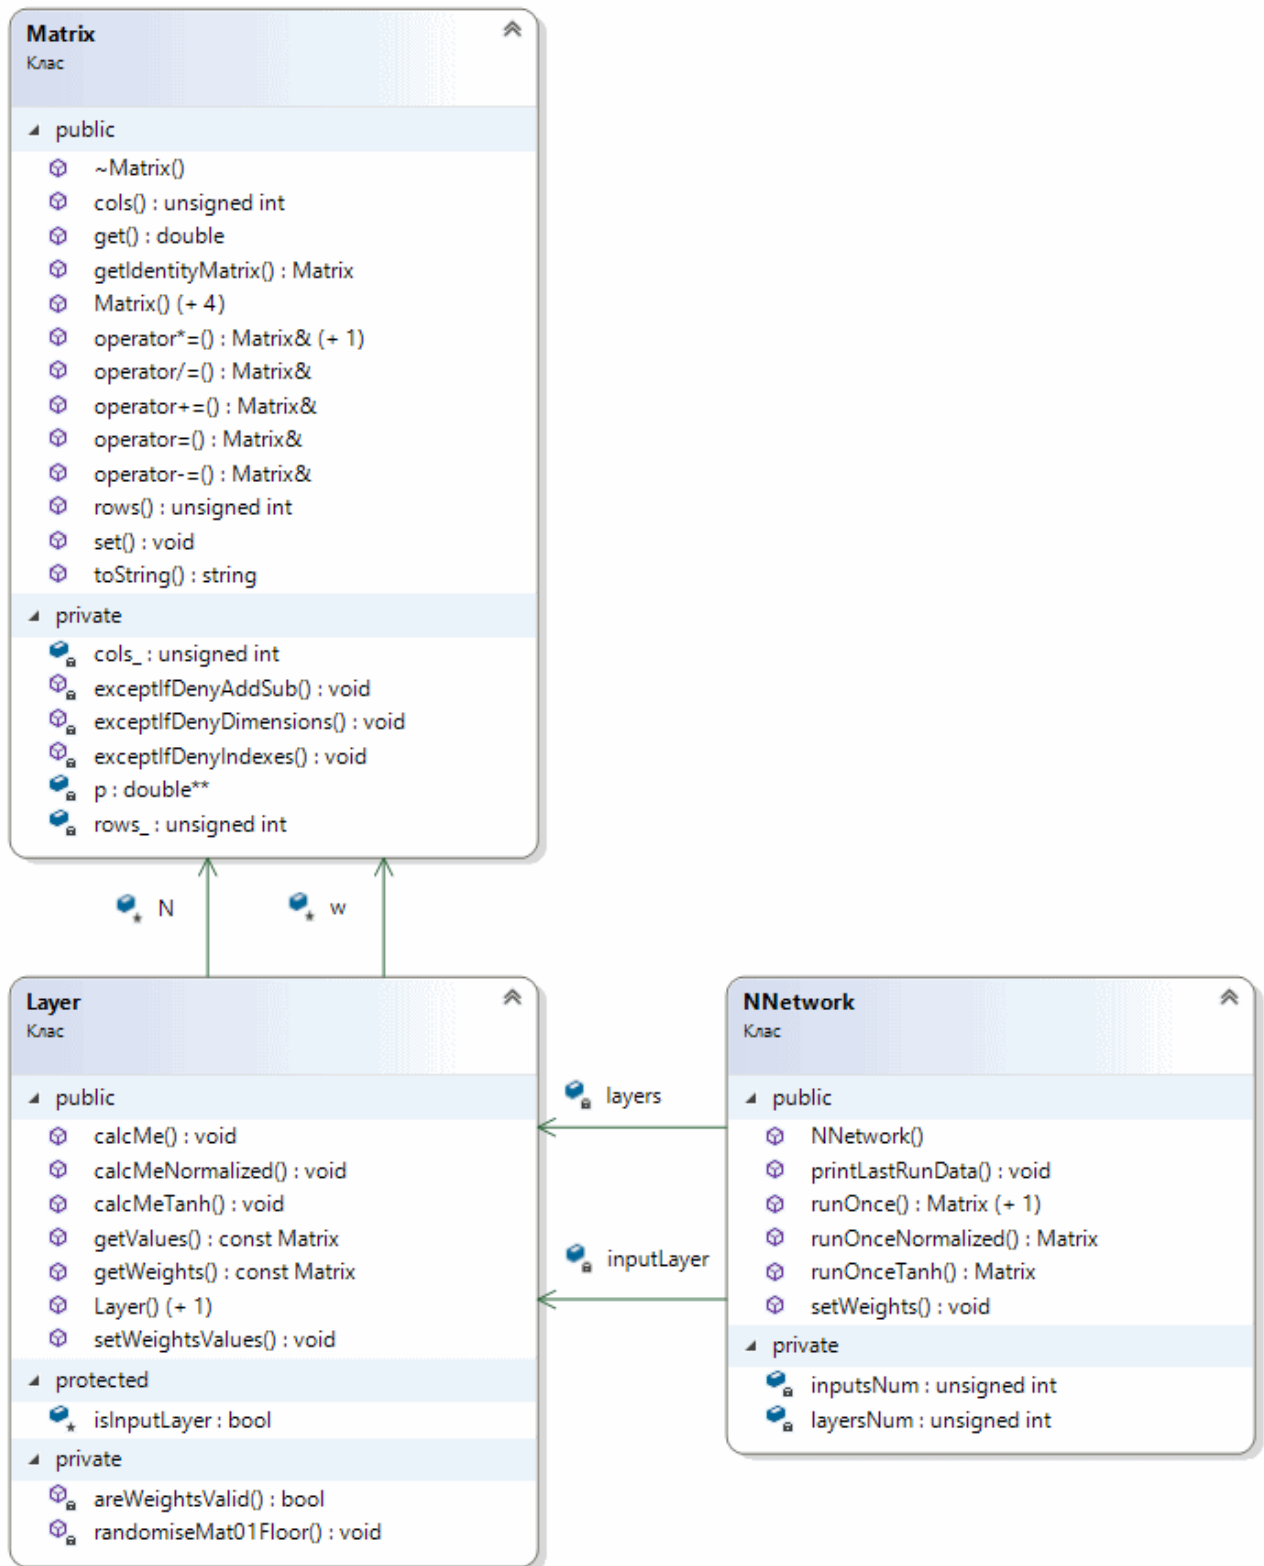 Matrix
Клас
public
~Matrix()
cols() : unsigned int
get() : double
getIdentityMatrix() : Matrix
Matrix() (+ 4)
operator*=() : Matrix& (+ 1)
operator/=() : Matrix&
operator+=() : Matrix&
operator=() : Matrix&
operator-=() : Matrix&
rows() : unsigned int
set() : void
toString() : string
private
cols_ : unsigned int
exceptIfDenyAddSub() : void
exceptIfDenyDimensions() : void
exceptIfDenyIndexes() : void
p : double**
rows_ : unsigned int
N
w
Layer
Клас
public
calcMe() : void
calcMeNormalized() : void
calcMeTanh() : void
getValues() : const Matrix
getWeights() : const Matrix
Layer() (+ 1)
setWeightsValues() : void
protected
isInputLayer : bool
private
areWeightsValid() : bool
randomiseMat01Floor() : void
layers
inputLayer
NNetwork
Клас
public
NNetwork()
printLastRunData() : void
runOnce() : Matrix (+ 1)
runOnceNormalized() : Matrix
runOnceTanh() : Matrix
setWeights() : void
private
inputsNum : unsigned int
layersNum : unsigned int